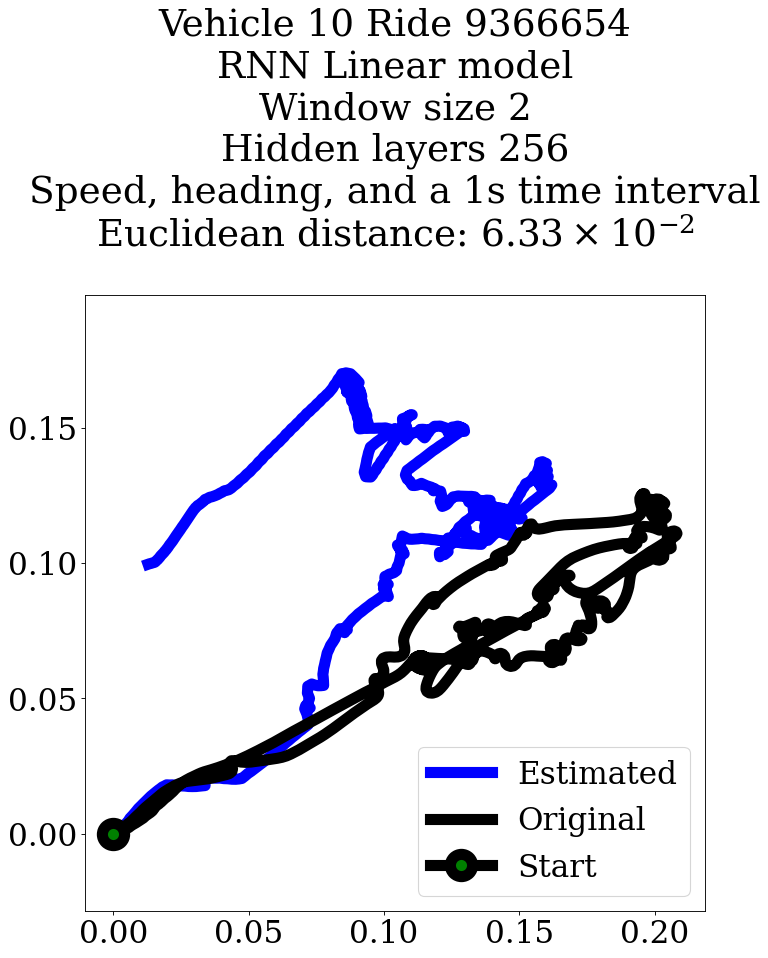 Vehicle 10 Ride 9366654
RNN Linear model
Window size 2
Hidden layers 256
Speed, heading, and a 1s time interval
Euclidean distance: 6.33 × 10⁻²
0.15
0.10
0.05
0.00
Estimated
Original
Start
0.00 0.05 0.10 0.15 0.20